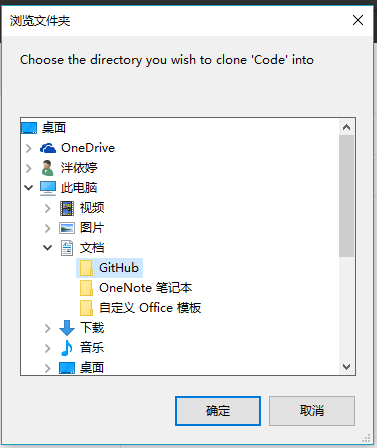 浏览文件夹
Choose the directory you wish to clone 'Code' into
桌面
OneDrive
泮依婷
此电脑
视频
图片
文档
GitHub
OneNote 笔记本
自定义 Office 模板
下载
音乐
桌面
确定
取消